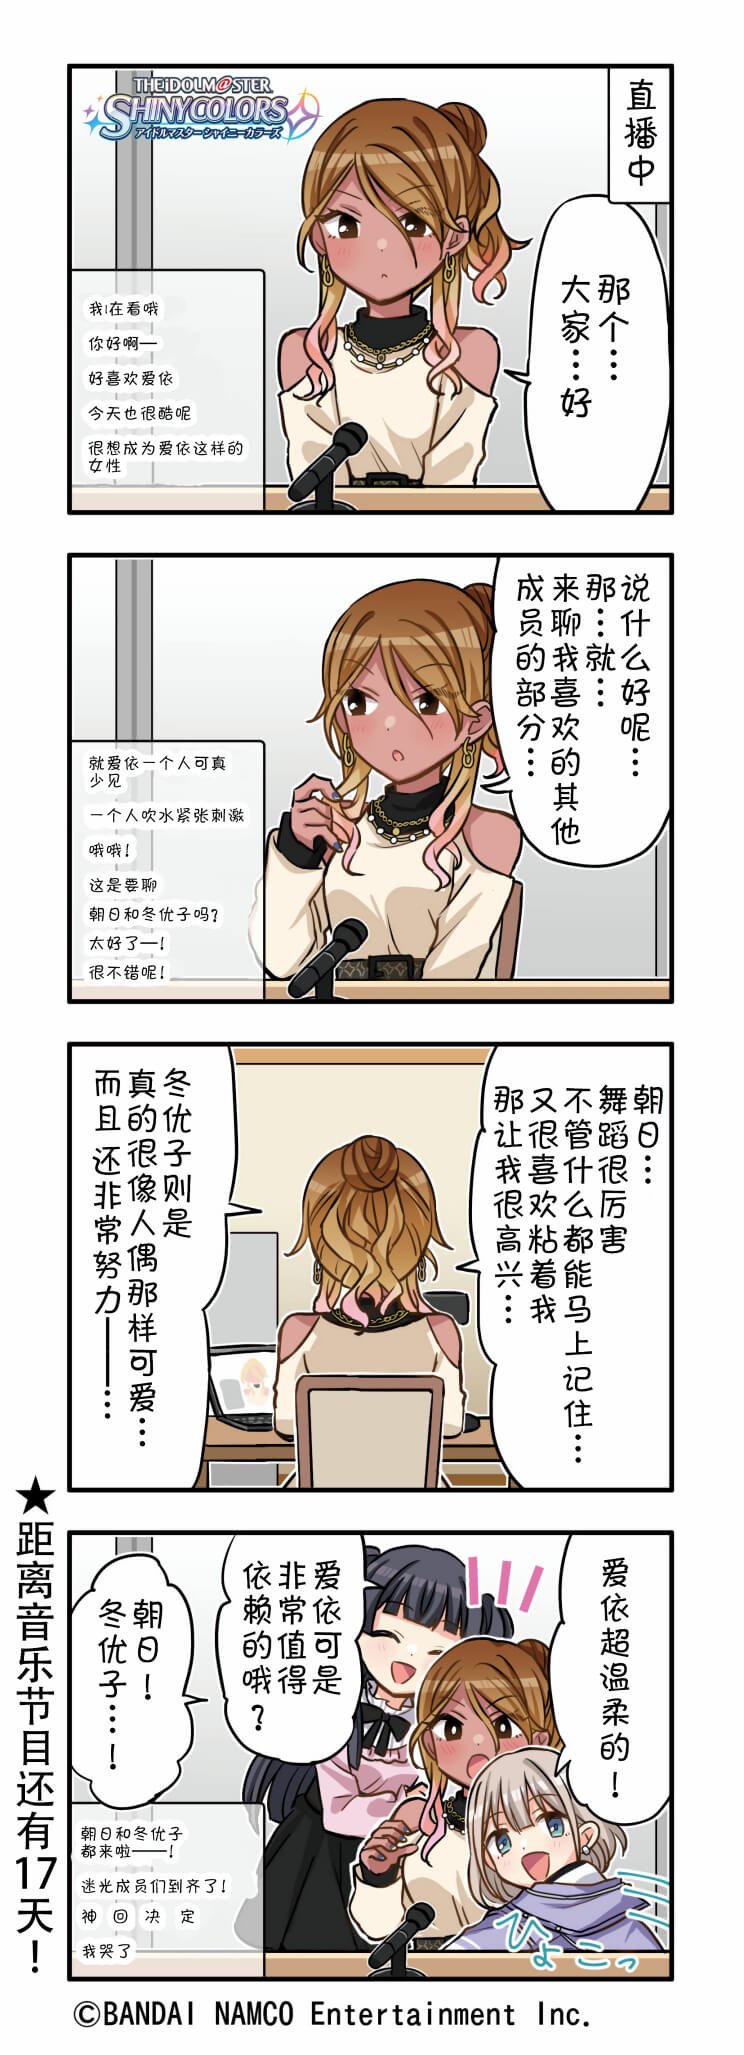 THE iDOLM@STER
SHINYCOLORS
アイドルマスター シャイニーカラーズ
直播中
那个…
大家…好
我i在看哦
你好啊—
好喜欢爱依
今天也很酷呢
很想成为爱依这样的
女性
说什么好呢…
那…就…
来聊我喜欢的其他
成员的部分…
就爱依一个人可真
少见
一个人吹水紧张刺激
哦哦！
这是要聊
朝日和冬优子吗？
太好了—！
很不错呢！
朝日…
舞蹈很厉害
不管什么都能马上记住…
又很喜欢粘着我
那让我很高兴…
冬优子则是
真的很像人偶那样可爱…
而且 还非常努力——…
爱依超温柔的！
爱依可是
非常值得
依赖的哦？
朝日！
冬优子…！
朝日和冬优子
都来啦——！
迷光成员们到齐了！
神 回 决 定
我哭了
ひょこっ
★距离音乐节目还有17天！
©BANDAI NAMCO Entertainment Inc.